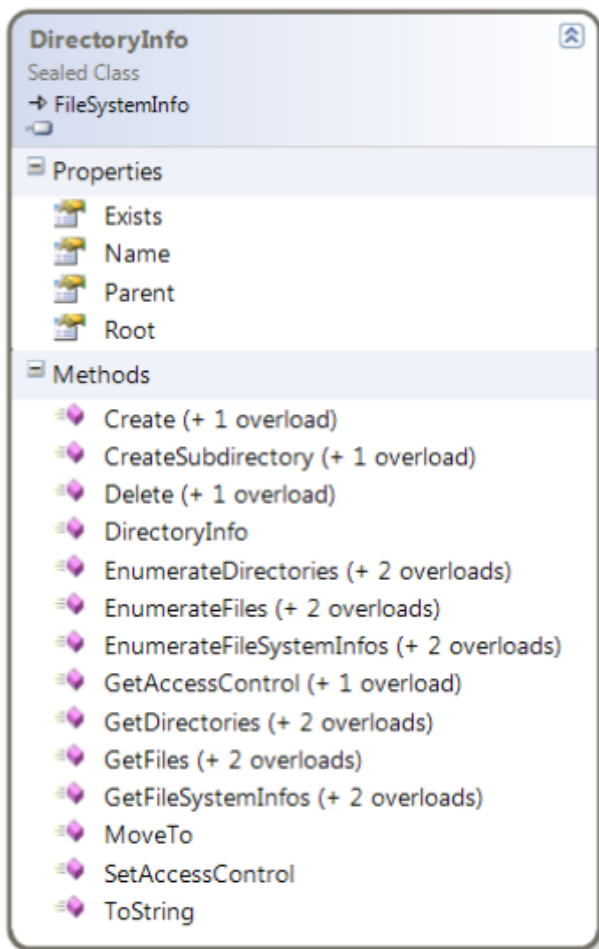 DirectoryInfo
Sealed Class
FileSystemInfo
Properties
Exists
Name
Parent
Root
Methods
Create (+ 1 overload)
CreateSubdirectory (+ 1 overload)
Delete (+ 1 overload)
DirectoryInfo
EnumerateDirectories (+ 2 overloads)
EnumerateFiles (+ 2 overloads)
EnumerateFileSystemInfos (+ 2 overloads)
GetAccessControl (+ 1 overload)
GetDirectories (+ 2 overloads)
GetFiles (+ 2 overloads)
GetFileSystemInfos (+ 2 overloads)
MoveTo
SetAccessControl
ToString